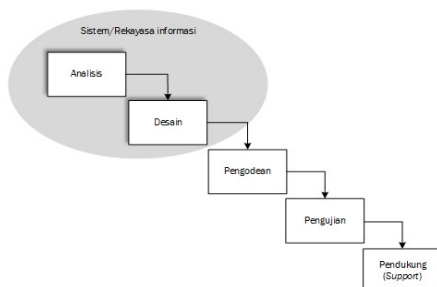 Sistem/Rekayasa informasi
Analisis
Desain
Pengodean
Pengujian
Pendukung
(Support)